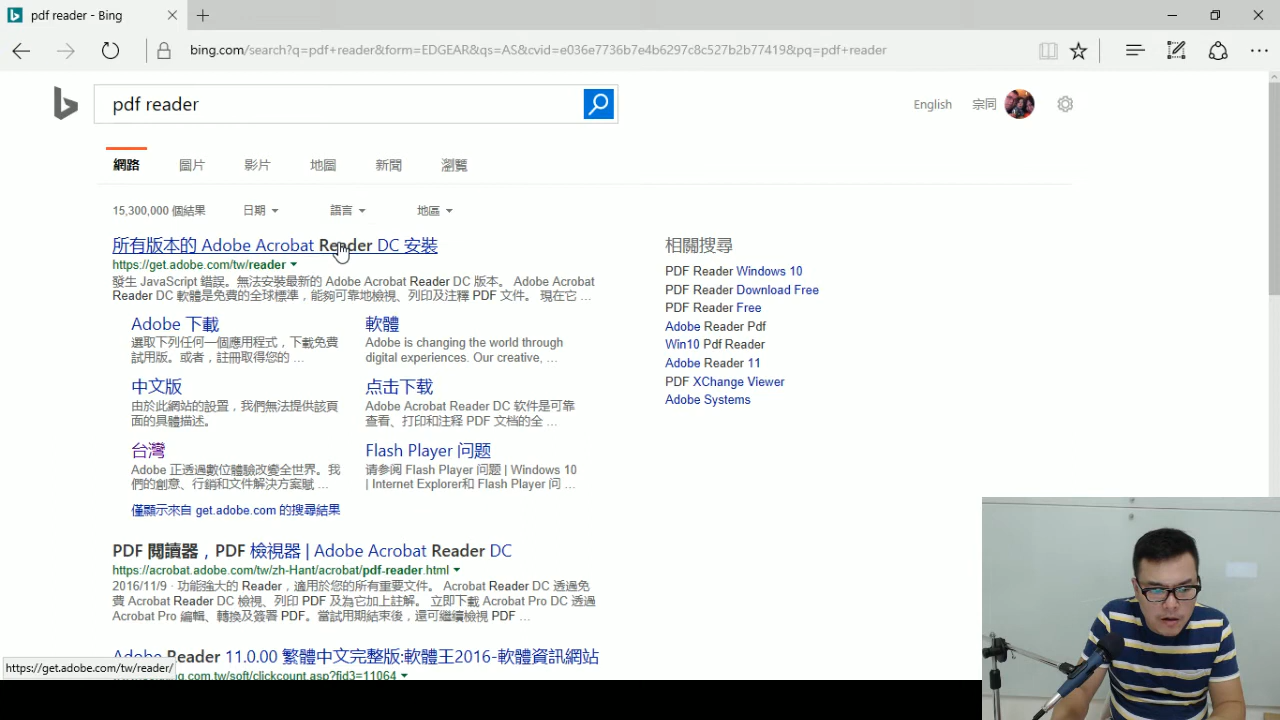 pdf reader - Bing
bing.com/search?q=pdf+reader&form=EDGEAR&qs=AS&cvid=e036e7736b7e4b6297c8c527b2b77419&pq=pdf+reader
pdf reader
English 宗同
網路 圖片 影片 地圖 新聞 瀏覽
15,300,000 個結果 日期 語言 地區
所有版本的 Adobe Acrobat Reader DC 安裝
https://get.adobe.com/tw/reader
發生 JavaScript 錯誤。無法安裝最新的 Adobe Acrobat Reader DC 版本。 Adobe Acrobat
Reader DC 軟體是免費的全球標準，能夠可靠地檢視、列印及注釋 PDF 文件。 現在它 ...
Adobe 下載
選取下列任何一個應用程式，下載免費
試用版。或者，註冊取得您的 ...
軟體
Adobe is changing the world through
digital experiences. Our creative, ...
中文版
由於此網站的設置，我們無法提供該頁
面的具體描述。
点击下载
Adobe Acrobat Reader DC 软件是可靠
查看、打印和注释 PDF 文档的全 ...
台灣
Adobe 正透過數位體驗改變全世界。我
們的創意、行銷和文件解決方案賦 ...
Flash Player 问题
请参阅 Flash Player 问题 | Windows 10
| Internet Explorer和 Flash Player 问 ...
僅顯示來自 get.adobe.com 的搜尋結果
PDF 閱讀器，PDF 檢視器 | Adobe Acrobat Reader DC
https://acrobat.adobe.com/tw/zh-Hant/acrobat/pdf-reader.html
2016/11/9 · 功能強大的 Reader，適用於您的所有重要文件。 Acrobat Reader DC 透過免
費 Acrobat Reader DC 檢視、列印 PDF 及為它加上註解。 立即下載 Acrobat Pro DC 透過
Acrobat Pro 編輯、轉換及簽署 PDF。當試用期結束後，還可繼續檢視 PDF ...
Adobe Reader 11.0.00 繁體中文完整版:軟體王2016-軟體資訊網站
ng.com.tw/soft/clickcount.asp?fid3=11064
相關搜尋
PDF Reader Windows 10
PDF Reader Download Free
PDF Reader Free
Adobe Reader Pdf
Win10 Pdf Reader
Adobe Reader 11
PDF XChange Viewer
Adobe Systems
https://get.adobe.com/tw/reader/